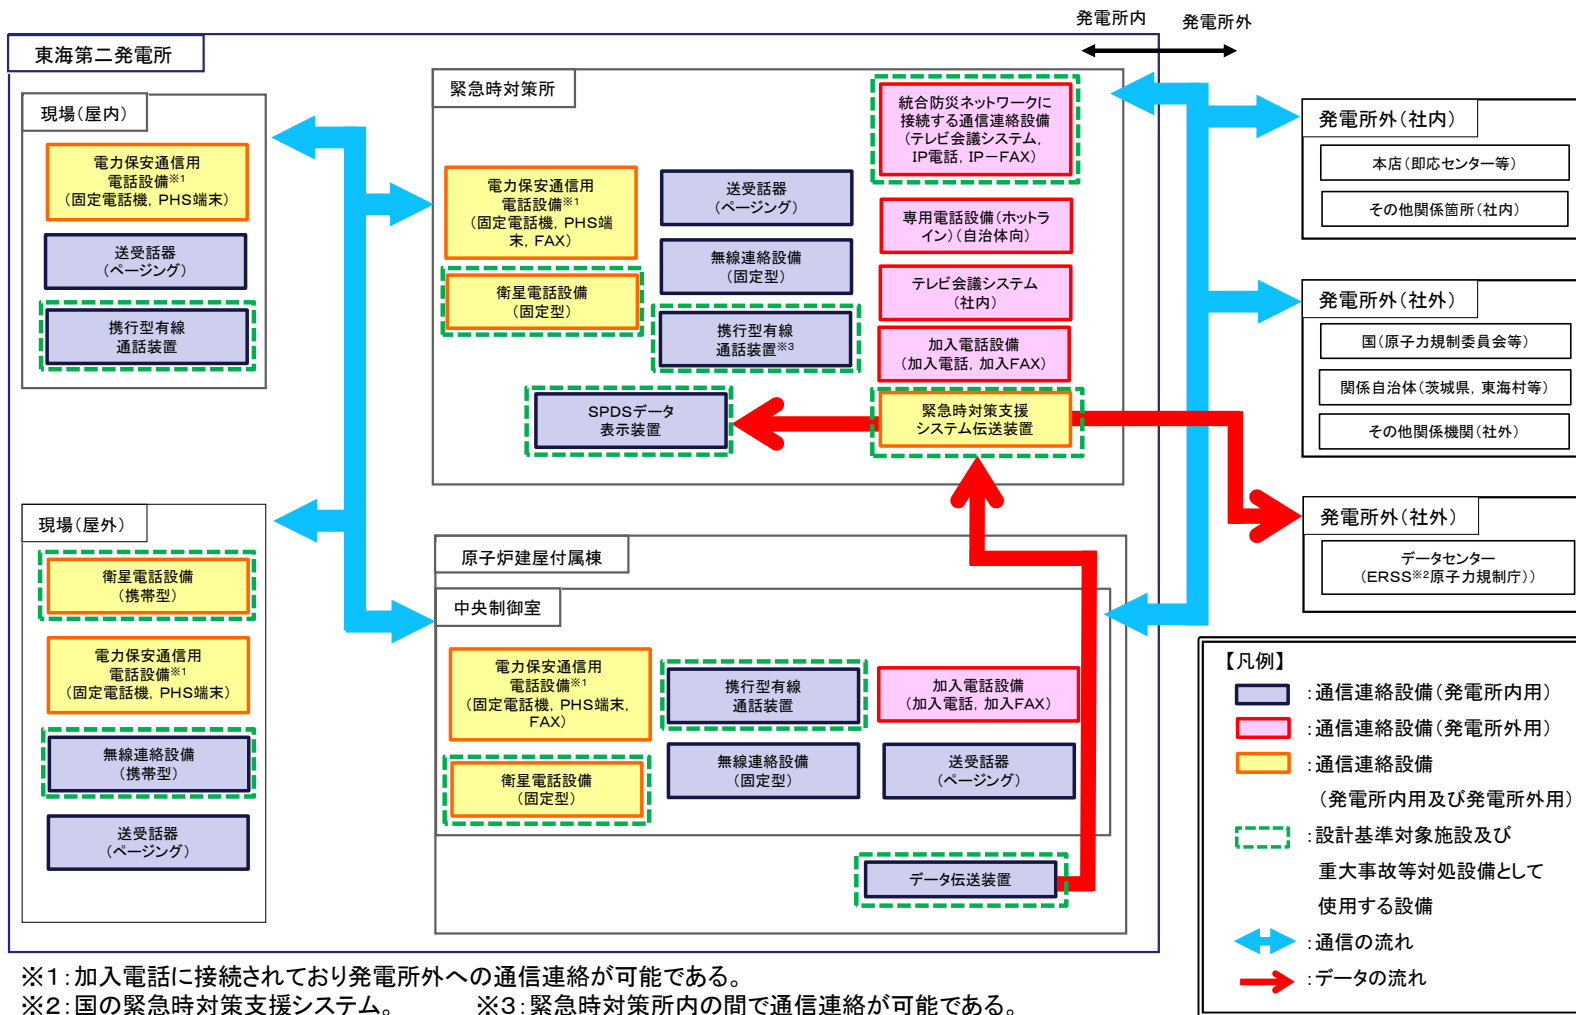 発電所内
発電所外
東海第二発電所
現場(屋内)
電力保安通信用
電話設備※1
(固定電話機, PHS端末)
送受話器
(ページング)
携行型有線
通話装置
緊急時対策所
電力保安通信用
電話設備※1
(固定電話機, PHS端
末, FAX)
衛星電話設備
(固定型)
送受話器
(ページング)
無線連絡設備
(固定型)
携行型有線
通話装置※3
統合防災ネットワークに
接続する通信連絡設備
(テレビ会議システム,
IP電話, IP－FAX)
専用電話設備(ホットラ
イン)(自治体向)
テレビ会議システム
(社内)
加入電話設備
(加入電話, 加入FAX)
SPDSデータ
表示装置
緊急時対策支援
システム伝送装置
発電所外(社内)
本店(即応センター等)
その他関係箇所(社内)
発電所外(社外)
国(原子力規制委員会等)
関係自治体(茨城県, 東海村等)
その他関係機関(社外)
発電所外(社外)
データセンター
(ERSS※2原子力規制庁))
現場(屋外)
衛星電話設備
(携帯型)
電力保安通信用
電話設備※1
(固定電話機, PHS端末)
無線連絡設備
(携帯型)
送受話器
(ページング)
原子炉建屋付属棟
中央制御室
電力保安通信用
電話設備※1
(固定電話機, PHS端末,
FAX)
衛星電話設備
(固定型)
携行型有線
通話装置
無線連絡設備
(固定型)
加入電話設備
(加入電話, 加入FAX)
送受話器
(ページング)
データ伝送装置
【凡例】
:通信連絡設備(発電所内用)
:通信連絡設備(発電所外用)
:通信連絡設備
(発電所内用及び発電所外用)
:設計基準対象施設及び
重大事故等対処設備として
使用する設備
:通信の流れ
:データの流れ
※1:加入電話に接続されており発電所外への通信連絡が可能である。
※2:国の緊急時対策支援システム。 ※3:緊急時対策所内の間で通信連絡が可能である。